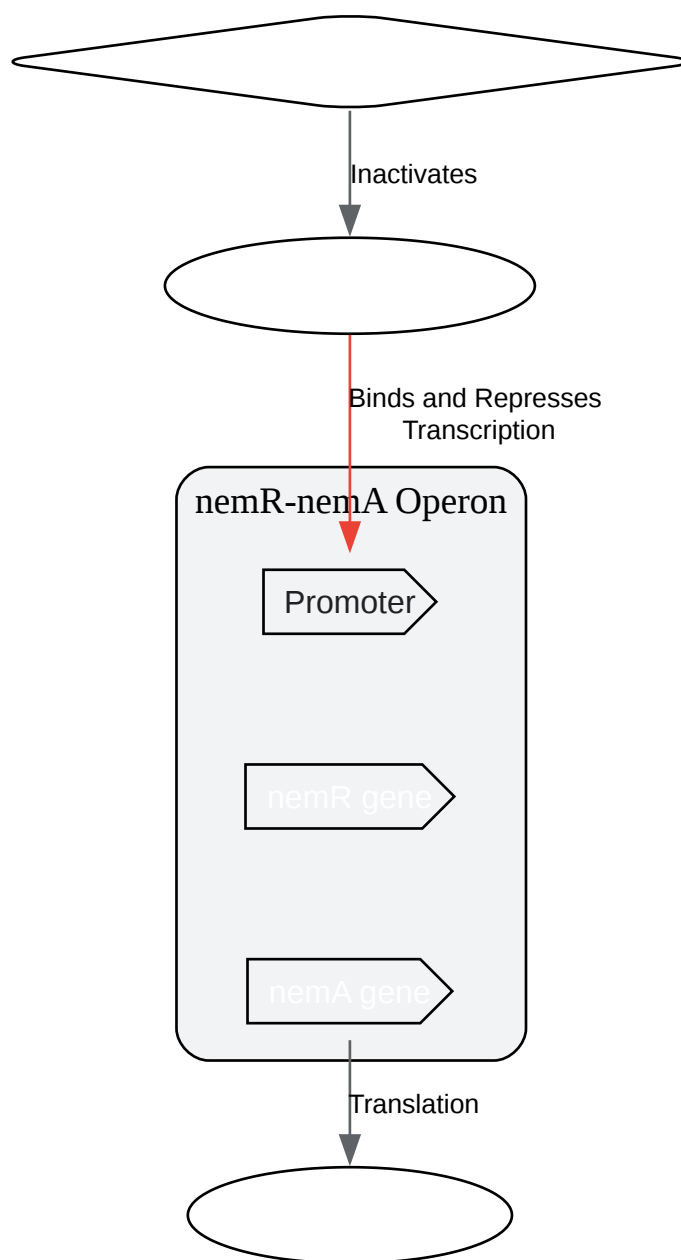 Inactivates
Binds and Represses
Transcription
nemR-nemA Operon
Promoter
nemR gene
nemA gene
Translation